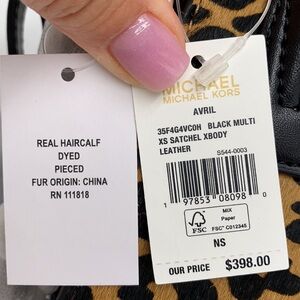 REAL HAIRCALF
DYED
PIECED
FUR ORIGIN: CHINA
RN 111818
MICHAEL
MICHAEL KORS
AVRIL
35F4G4VC0H BLACK MULTI
XS SATCHEL XBODY
LEATHER
S544-0003
1 97853 08098 0
FSC
MIX
Paper
FSC® C012345
NS
OUR PRICE $398.00